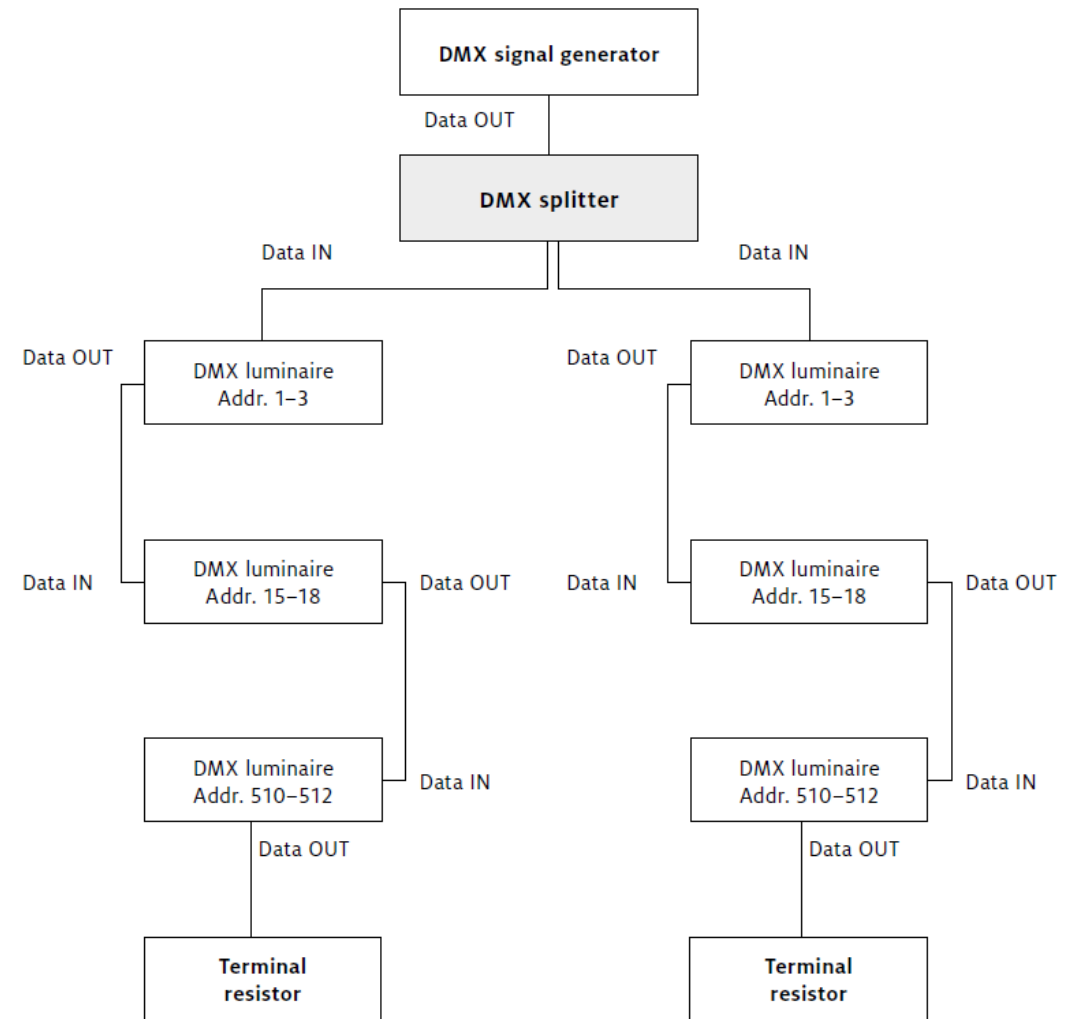 DMX signal generator
Data OUT
DMX splitter
Data IN
Data IN
Data OUT
DMX luminaire
Addr. 1–3
Data OUT
DMX luminaire
Addr. 1–3
Data IN
DMX luminaire
Addr. 15–18
Data OUT
Data IN
DMX luminaire
Addr. 15–18
Data OUT
DMX luminaire
Addr. 510–512
Data IN
DMX luminaire
Addr. 510–512
Data IN
Data OUT
Data OUT
Terminal
resistor
Terminal
resistor